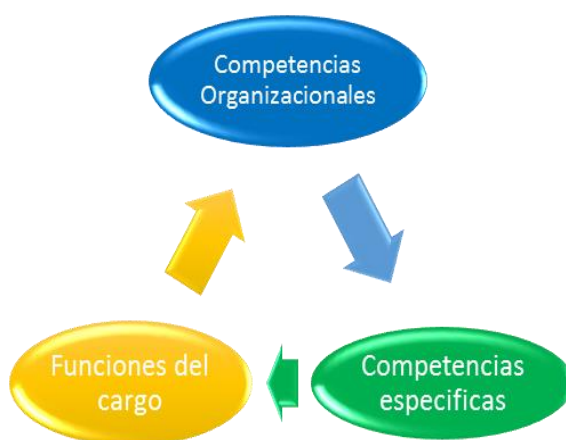 Competencias
Organizacionales
Funciones del
cargo
Competencias
especificas